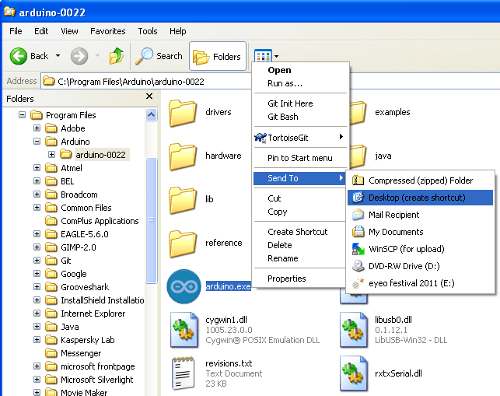 arduino-0022
File Edit View Favorites Tools Help
Back Search Folders
Address C:\Program Files\Arduino\arduino-0022
Folders
Program Files
Adobe
Arduino
arduino-0022
Atmel
BEL
Broadcom
Common Files
ComPlus Applications
EAGLE-5.6.0
GIMP-2.0
Git
Google
Grooveshark
InstallShield Installation
Internet Explorer
Java
Kaspersky Lab
Messenger
microsoft frontpage
Microsoft Silverlight
Movie Maker
drivers
hardware
lib
reference
arduino.exe
cygwin1.dll
1005.23.0.0
Cygwin® POSIX Emulation DLL
revisions.txt
Text Document
23 KB
examples
java
libusb0.dll
0.1.12.1
LibUSB-Win32 - DLL
rxtxSerial.dll
Open
Run as...
Git Init Here
Git Bash
TortoiseGit
Pin to Start menu
Send To
Cut
Copy
Create Shortcut
Delete
Rename
Properties
Compressed (zipped) Folder
Desktop (create shortcut)
Mail Recipient
My Documents
WinSCP (for upload)
DVD-RW Drive (D:)
eyeo festival 2011 (E:)